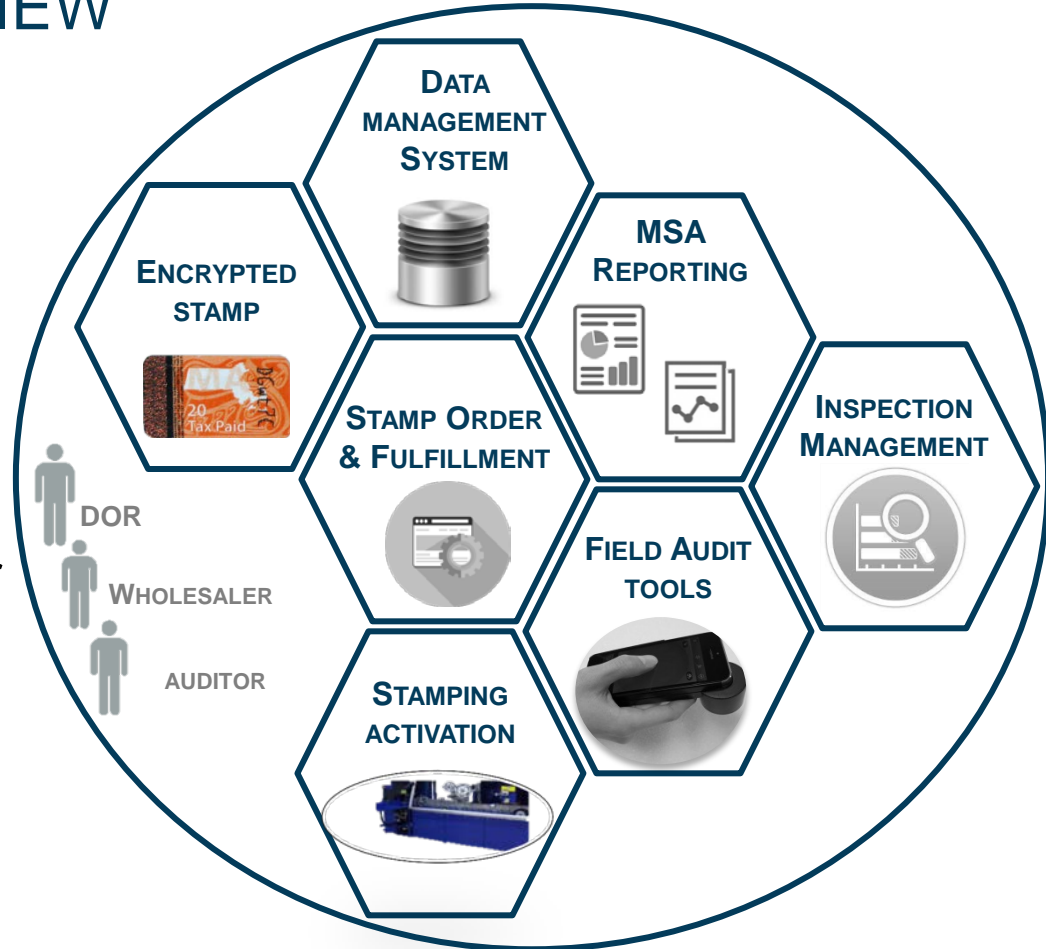 IEW
DATA
MANAGEMENT
SYSTEM
MSA
REPORTING
ENCRYPTED
STAMP
MA
20
Tax Paid
STAMP ORDER
& FULFILLMENT
INSPECTION
MANAGEMENT
DOR
WHOLESALER
AUDITOR
FIELD AUDIT
TOOLS
STAMPING
ACTIVATION